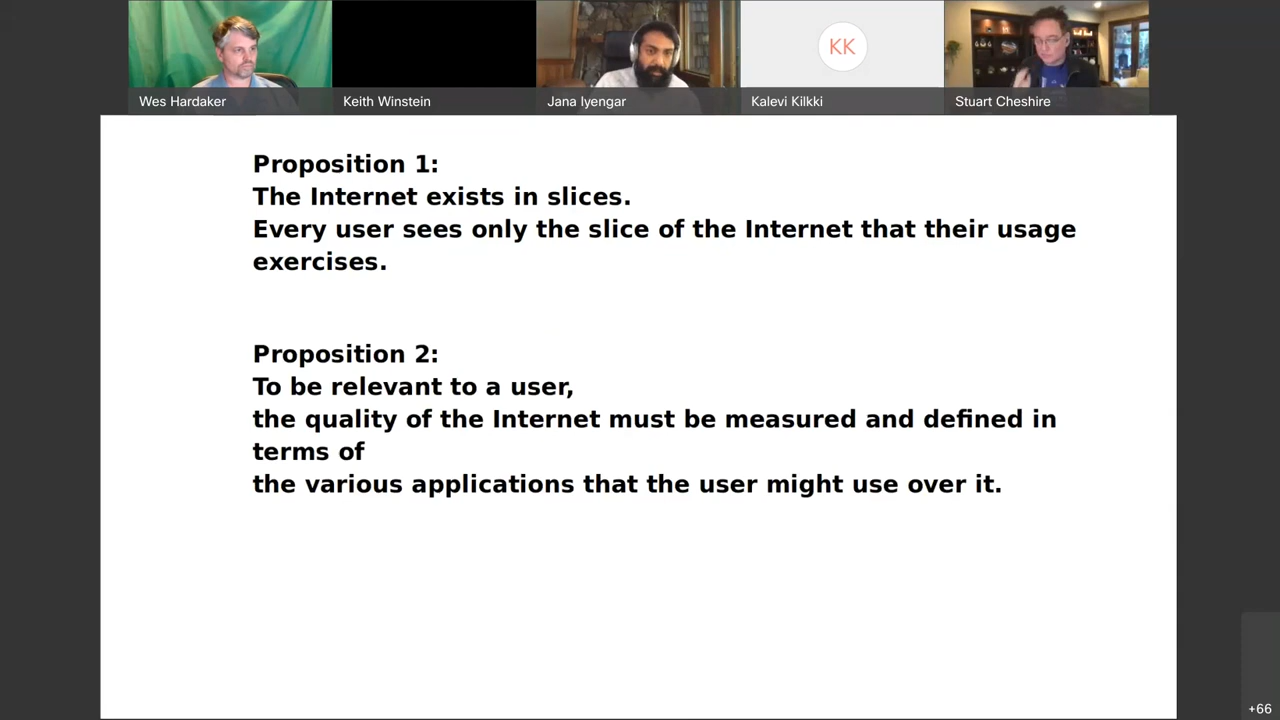 Wes Hardaker
Keith Winstein
Jana Iyengar
KK
Kalevi Kilkki
Stuart Cheshire
Proposition 1:
The Internet exists in slices.
Every user sees only the slice of the Internet that their usage
exercises.
Proposition 2:
To be relevant to a user,
the quality of the Internet must be measured and defined in
terms of
the various applications that the user might use over it.
+66